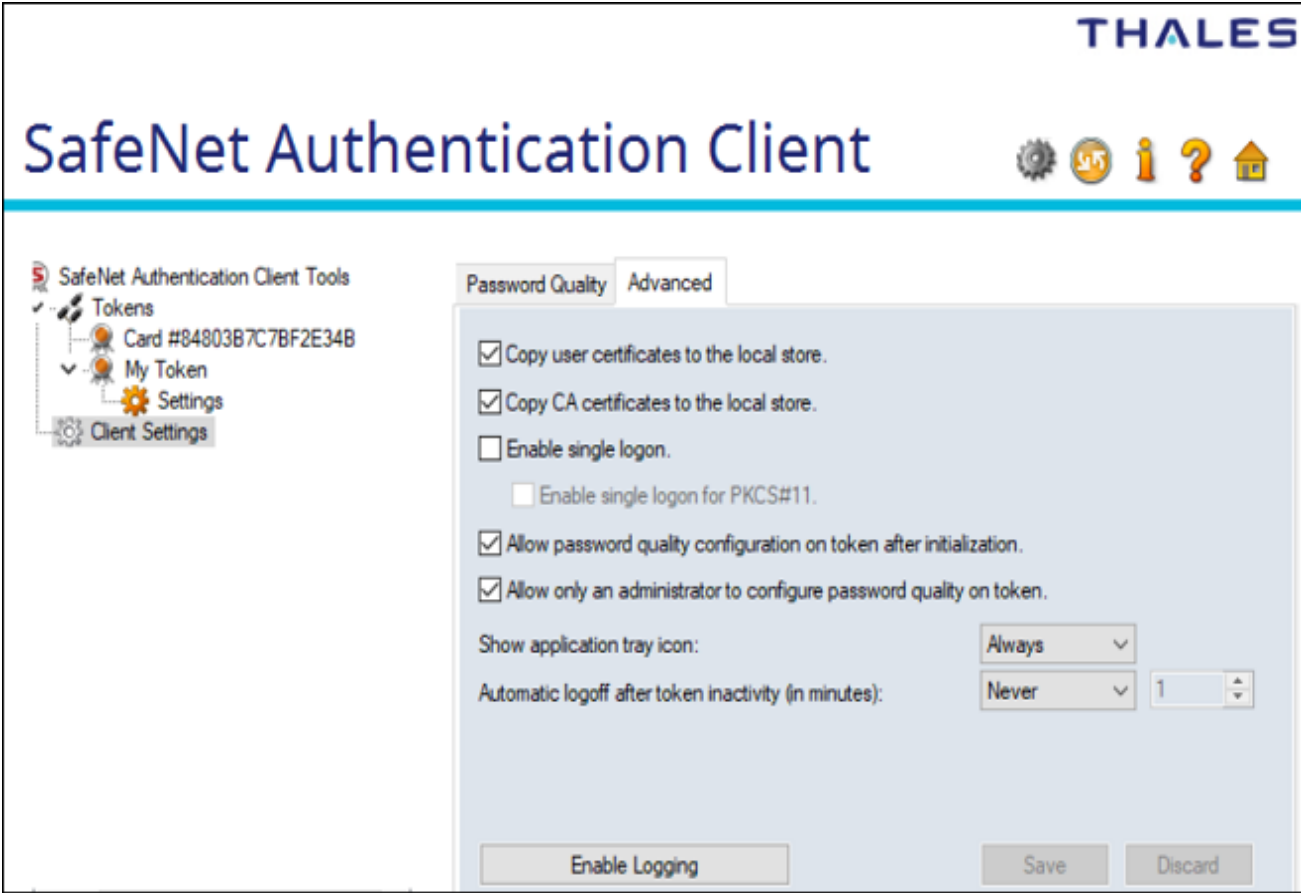 THALES
SafeNet Authentication Client
SafeNet Authentication Client Tools
Tokens
Card #84803B7C7BF2E34B
My Token
Settings
Client Settings
Password Quality
Advanced
Copy user certificates to the local store.
Copy CA certificates to the local store.
Enable single logon.
Enable single logon for PKCS#11.
Allow password quality configuration on token after initialization.
Allow only an administrator to configure password quality on token.
Show application tray icon: Always
Automatic logoff after token inactivity (in minutes): Never 1
Enable Logging Save Discard